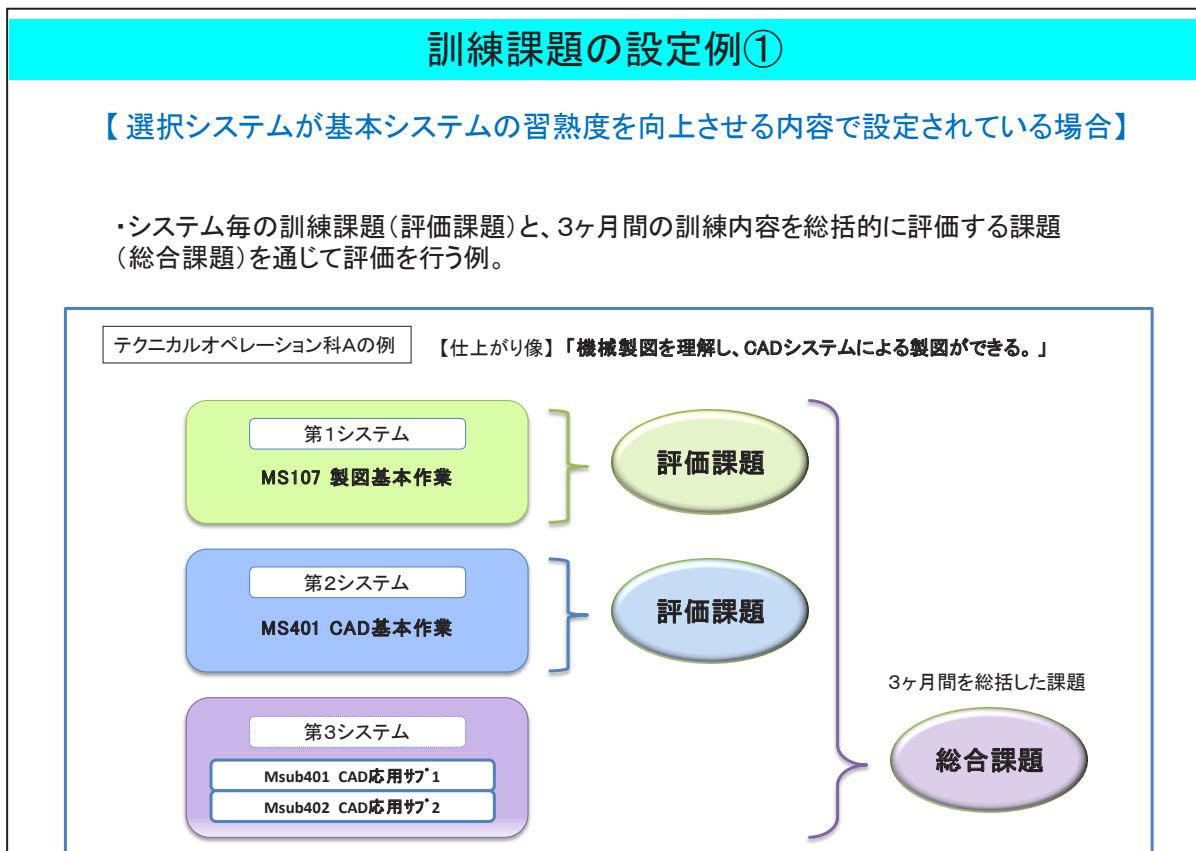 訓練課題の設定例①
【 選択システムが基本システムの習熟度を向上させる内容で設定されている場合】
・システム毎の訓練課題(評価課題)と、3ヶ月間の訓練内容を総括的に評価する課題
(総合課題)を通じて評価を行う例。
テクニカルオペレーション科Aの例 【仕上がり像】「機械製図を理解し、CADシステムによる製図ができる。」
第1システム
MS107 製図基本作業
評価課題
第2システム
MS401 CAD基本作業
評価課題
3ヶ月間を総括した課題
第3システム
Msub401 CAD応用サブ1
Msub402 CAD応用サブ2
総合課題